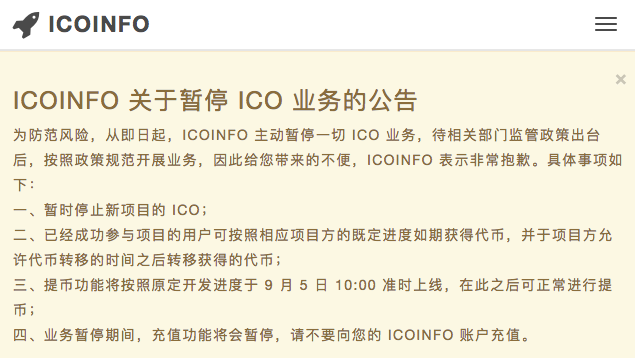 ICOINFO
×
ICOINFO 关于暂停 ICO 业务的公告
为防范风险，从即日起，ICOINFO 主动暂停一切 ICO 业务，待相关部门监管政策出台
后，按照政策规范开展业务，因此给您带来的不便，ICOINFO 表示非常抱歉。具体事项如
下：
一、暂时停止新项目的 ICO；
二、已经成功参与项目的用户可按照相应项目方的既定进度如期获得代币，并于项目方允
许代币转移的时间之后转移获得的代币；
三、提币功能将按照原定开发进度于 9 月 5 日 10:00 准时上线，在此之后可正常进行提
币；
四、业务暂停期间，充值功能将会暂停，请不要向您的 ICOINFO 账户充值。